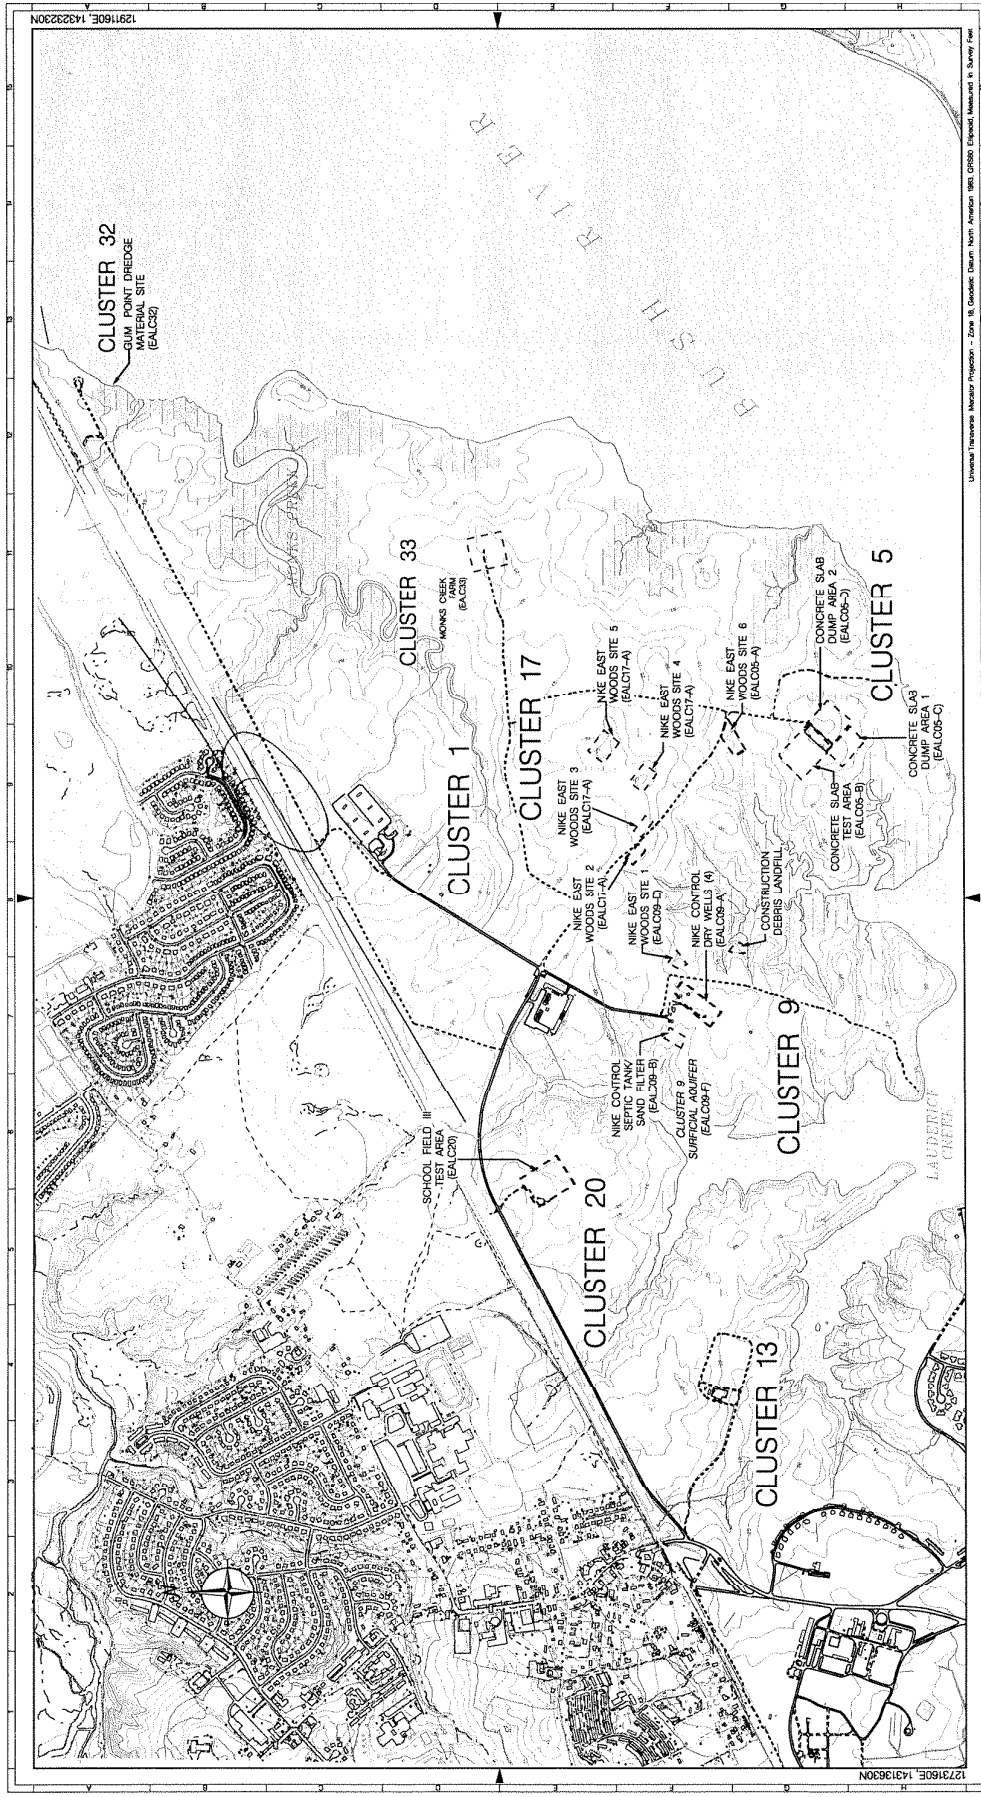 CLUSTER 32
GUM POINT DREDGE
MATERIAL SITE
(EALC32)
BUSH RIVER
CLUSTER 33
MONKS CREEK
FARM
CLUSTER 1
CLUSTER 17
NIKE EAST
WOODS SITE 5
(EALC17-A)
NIKE EAST
WOODS SITE 4
(EALC17-A)
NIKE EAST
WOODS SITE 3
(EALC17-A)
NIKE EAST
WOODS SITE 2
(EALC11-A)
NIKE EAST
WOODS SITE 6
(EALC05-A)
CONCRETE SLAB
DUMP AREA 2
(EALC05-D)
CLUSTER 5
CONCRETE SLAB
DUMP AREA 1
(EALC05-C)
CONCRETE SLAB
TEST AREA
(EALC05-B)
NIKE EAST
WOODS SITE 1
(EALC09-D)
NIKE CONTROL
DRY WELLS (4)
(EALC09-A
CONSTRUCTION
DEBRIS LANDFILL
NIKE CONTROL
SEPTIC TANK/
SAND FILTER
(EALC09-B)
CLUSTER 9
SURFICIAL AQUIFER
(EALC09-F)
CLUSTER 9
LAUDERICK
CREEK
SCHOOL FIELD III
TEST AREA
(EALC20)
CLUSTER 20
CLUSTER 13
1291160E, 14323230N
1273160E, 14313630N
Universal Transverse Mercator Projection - Zone 18, Geodetic Datum North American 1983, GRS80 Ellipsoid, Measured in Survey Feet